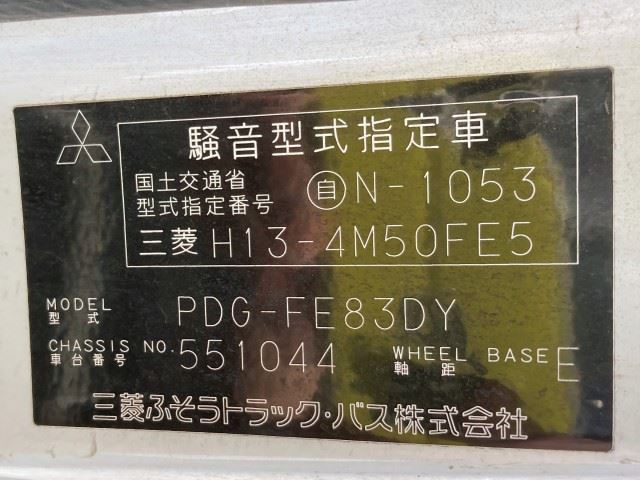 騒音型式指定車
国土交通省
型式指定番号 自 N-1053
三菱 H13-4M50FE5
MODEL
型式 PDG-FE83DY
CHASSIS NO. 551044 WHEEL BASE E
車台番号 軸距
三菱ふそうトラック・バス株式会社